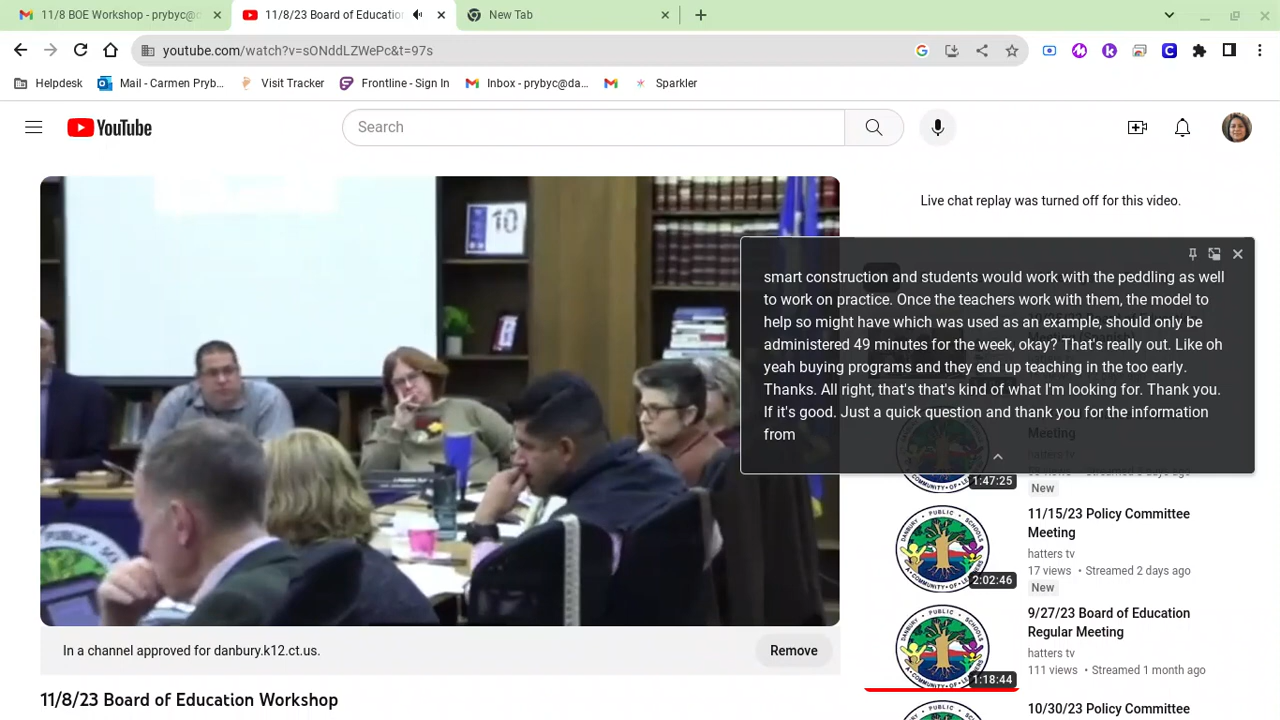 11/8 BOE Workshop - prybyc@d
11/8/23 Board of Education
New Tab
youtube.com/watch?v=sONddLZWePc&t=97s
Helpdesk
Mail - Carmen Pryb...
Visit Tracker
Frontline - Sign In
Inbox - prybyc@da...
Sparkler
YouTube
Search
Live chat replay was turned off for this video.
10
smart construction and students would work with the peddling as well
to work on practice. Once the teachers work with them, the model to
help so might have which was used as an example, should only be
administered 49 minutes for the week, okay? That's really out. Like oh
yeah buying programs and they end up teaching in the too early.
Thanks. All right, that's that's kind of what I'm looking for. Thank you.
If it's good. Just a quick question and thank you for the information
from
Meeting
hatters tv
1:47:25
New
11/15/23 Policy Committee
Meeting
hatters tv
17 views • Streamed 2 days ago
2:02:46
New
9/27/23 Board of Education
Regular Meeting
hatters tv
111 views • Streamed 1 month ago
1:18:44
10/30/23 Policy Committee
In a channel approved for danbury.k12.ct.us.
Remove
11/8/23 Board of Education Workshop